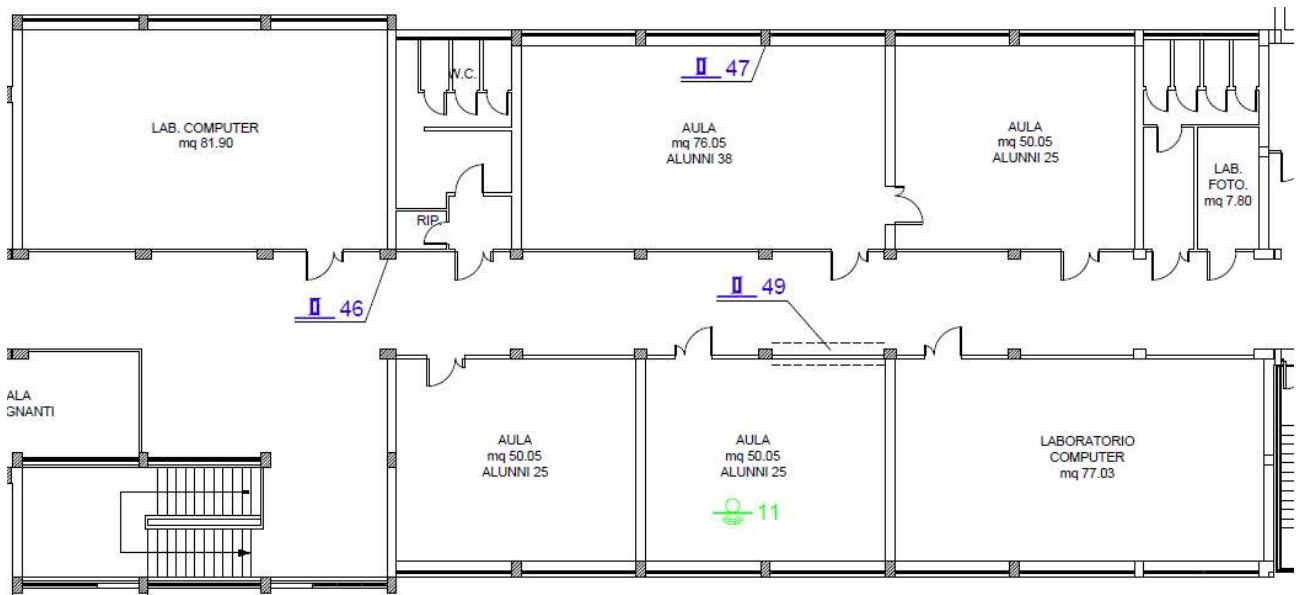 W.C.
47
LAB. COMPUTER
mq 81.90
AULA
mq 76.05
ALUNNI 38
AULA
mq 50.05
ALUNNI 25
LAB.
FOTO.
mq 7.80
RIP.
46
49
ALA
GNANTI
AULA
mq 50.05
ALUNNI 25
AULA
mq 50.05
ALUNNI 25
11
LABORATORIO
COMPUTER
mq 77.03